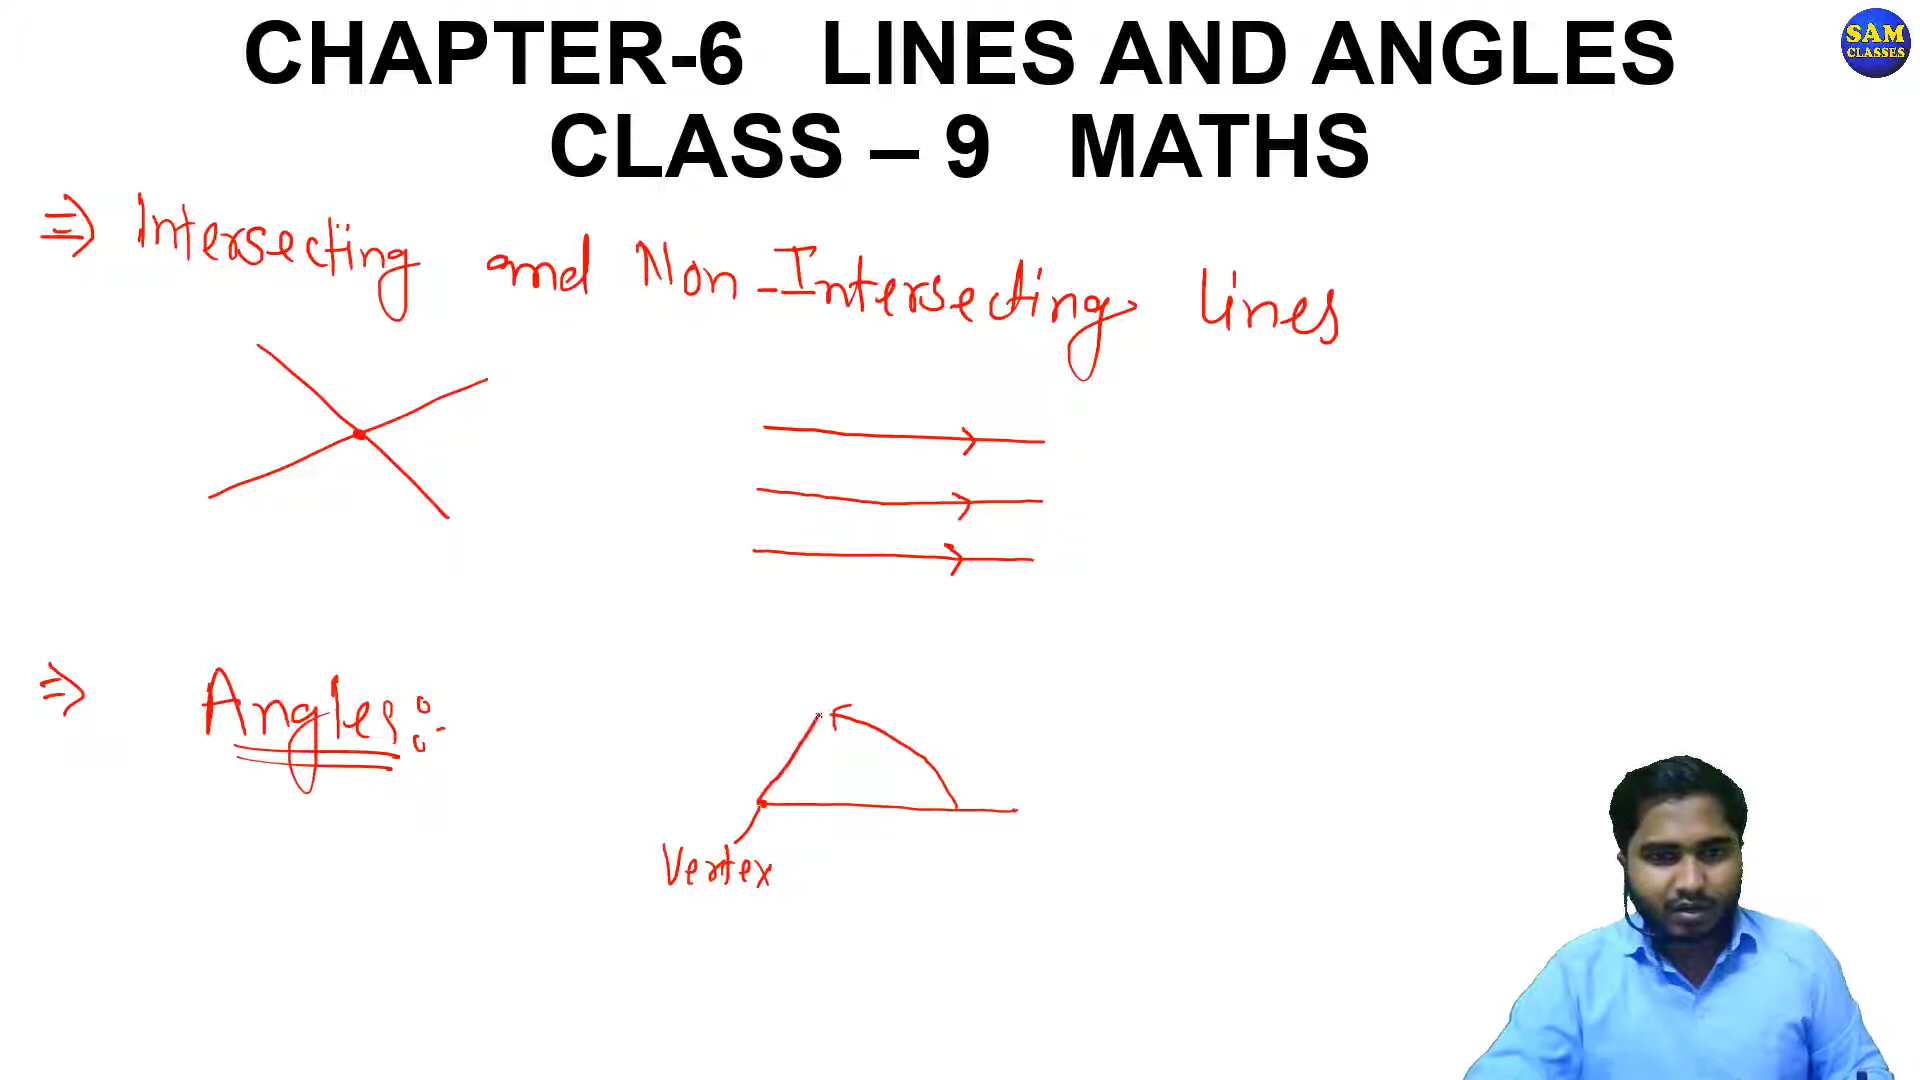 CHAPTER-6 LINES AND ANGLES
SAM
CLASSES
CLASS – 9 MATHS
⇒ Intersecting and Non-Intersecting lines
⇒ Angles:-
Vertex